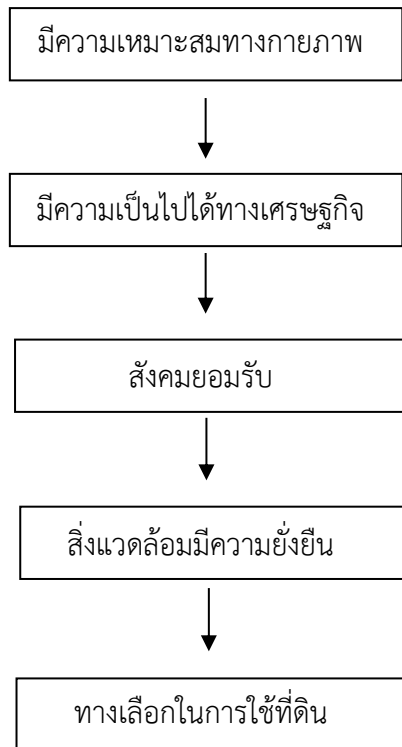 มีความเหมาะสมทางกายภาพ
มีความเป็นไปได้ทางเศรษฐกิจ
สังคมยอมรับ
สิ่งแวดล้อมมีความยั่งยืน
ทางเลือกในการใช้ที่ดิน